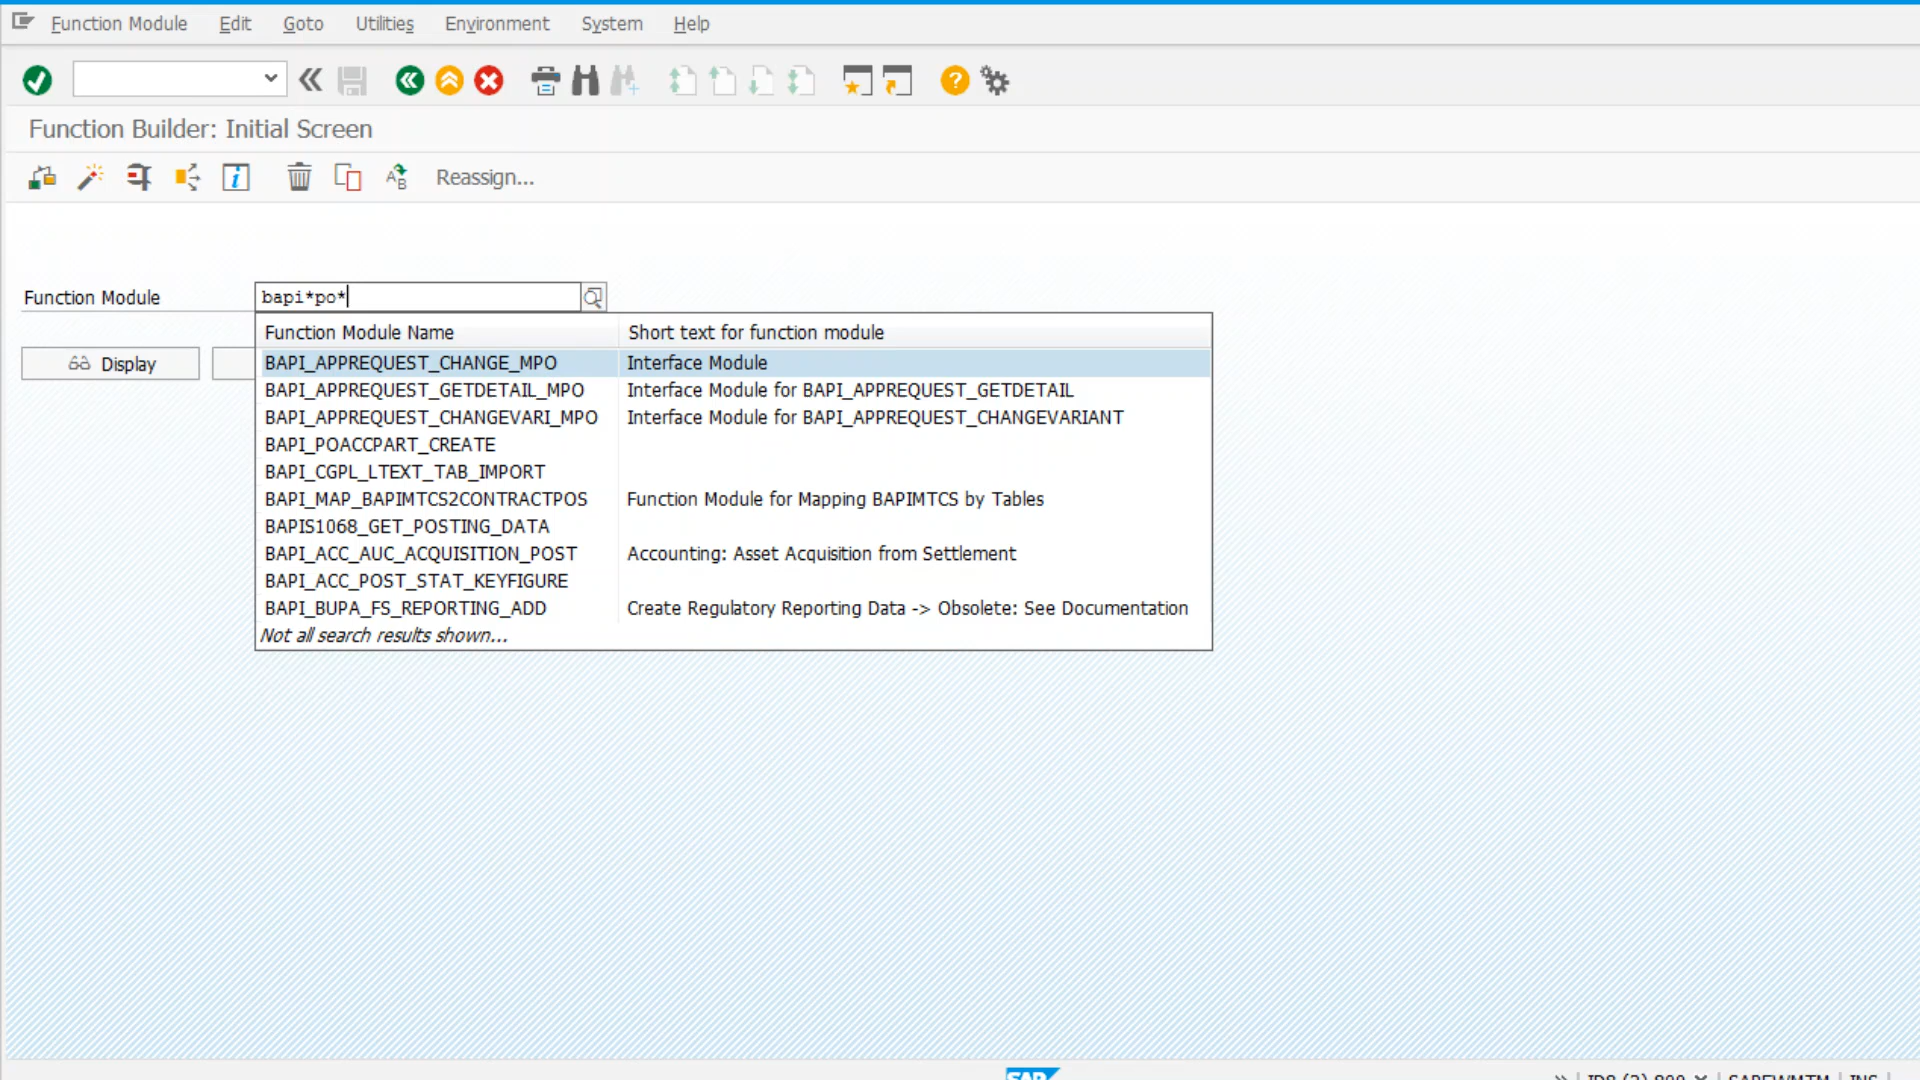 Function Module Edit Goto Utilities Environment System Help
Function Builder: Initial Screen
Reassign...
Function Module bapi*po*
Function Module Name Short text for function module
Display
BAPI_APPREQUEST_CHANGE_MPO Interface Module
BAPI_APPREQUEST_GETDETAIL_MPO Interface Module for BAPI_APPREQUEST_GETDETAIL
BAPI_APPREQUEST_CHANGEVARI_MPO Interface Module for BAPI_APPREQUEST_CHANGEVARIANT
BAPI_POACCPART_CREATE
BAPI_CGPL_LTEXT_TAB_IMPORT
BAPI_MAP_BAPIMTCS2CONTRACTPOS Function Module for Mapping BAPIMTCS by Tables
BAPIS1068_GET_POSTING_DATA
BAPI_ACC_AUC_ACQUISITION_POST Accounting: Asset Acquisition from Settlement
BAPI_ACC_POST_STAT_KEYFIGURE
BAPI_BUPA_FS_REPORTING_ADD Create Regulatory Reporting Data -> Obsolete: See Documentation
Not all search results shown...
SAP